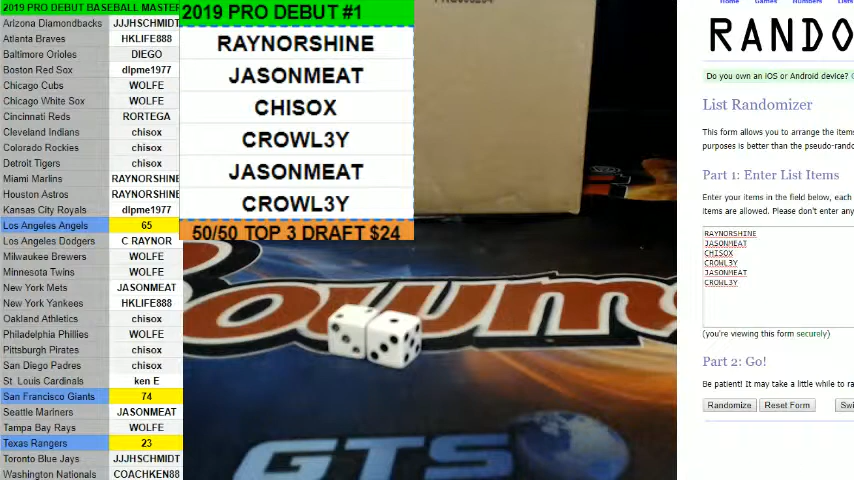 2019 PRO DEBUT BASEBALL MASTER
Arizona Diamondbacks JJJHSCHMIDT
Atlanta Braves HKLIFE888
Baltimore Orioles DIEGO
Boston Red Sox dlpme1977
Chicago Cubs WOLFE
Chicago White Sox WOLFE
Cincinnati Reds RORTEGA
Cleveland Indians chisox
Colorado Rockies chisox
Detroit Tigers chisox
Miami Marlins RAYNORSHINE
Houston Astros RAYNORSHINE
Kansas City Royals dlpme1977
Los Angeles Angels 65
Los Angeles Dodgers C RAYNOR
Milwaukee Brewers WOLFE
Minnesota Twins WOLFE
New York Mets JASONMEAT
New York Yankees HKLIFE888
Oakland Athletics chisox
Philadelphia Phillies WOLFE
Pittsburgh Pirates chisox
San Diego Padres chisox
St. Louis Cardinals ken E
San Francisco Giants 74
Seattle Mariners JASONMEAT
Tampa Bay Rays WOLFE
Texas Rangers 23
Toronto Blue Jays JJJHSCHMIDT
Washington Nationals COACHKEN88
2019 PRO DEBUT #1
RAYNORSHINE
JASONMEAT
CHISOX
CROWL3Y
JASONMEAT
CROWL3Y
50/50 TOP 3 DRAFT $24
Bowm
GTS
Home Games Numbers Lists
RANDO
Do you own an iOS or Android device?
List Randomizer
This form allows you to arrange the items
purposes is better than the pseudo-rando
Part 1: Enter List Items
Enter your items in the field below, each
items are allowed. Please don't enter any
RAYNORSHINE
JASONMEAT
CHISOX
CROWL3Y
JASONMEAT
CROWL3Y
(you're viewing this form securely)
Part 2: Go!
Be patient! It may take a little while to ra
Randomize Reset Form Swi